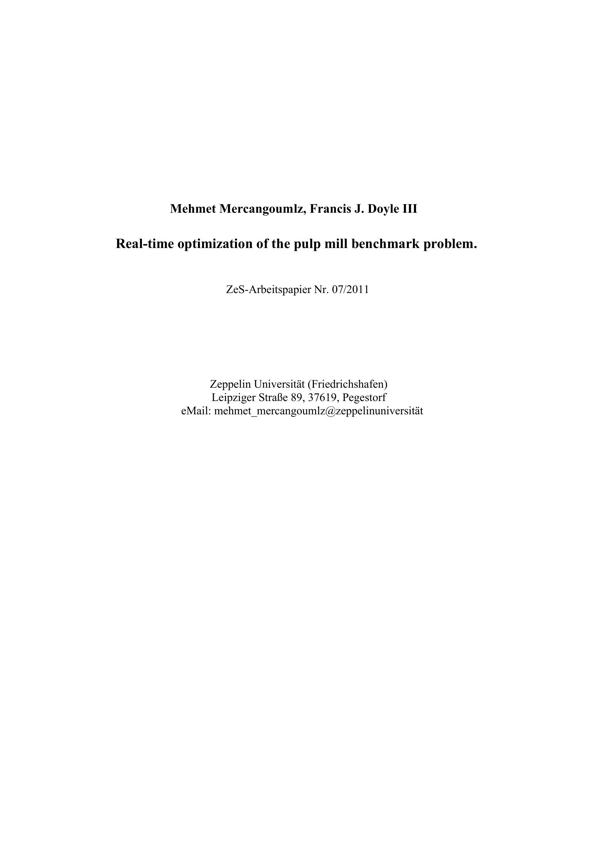 Mehmet Mercangoumlz, Francis J. Doyle III
Real-time optimization of the pulp mill benchmark problem.
ZeS-Arbeitspapier Nr. 07/2011
Zeppelin Universität (Friedrichshafen)
Leipziger Straße 89, 37619, Pegestorf
eMail: mehmet_mercangoumlz@zeppelinuniversität